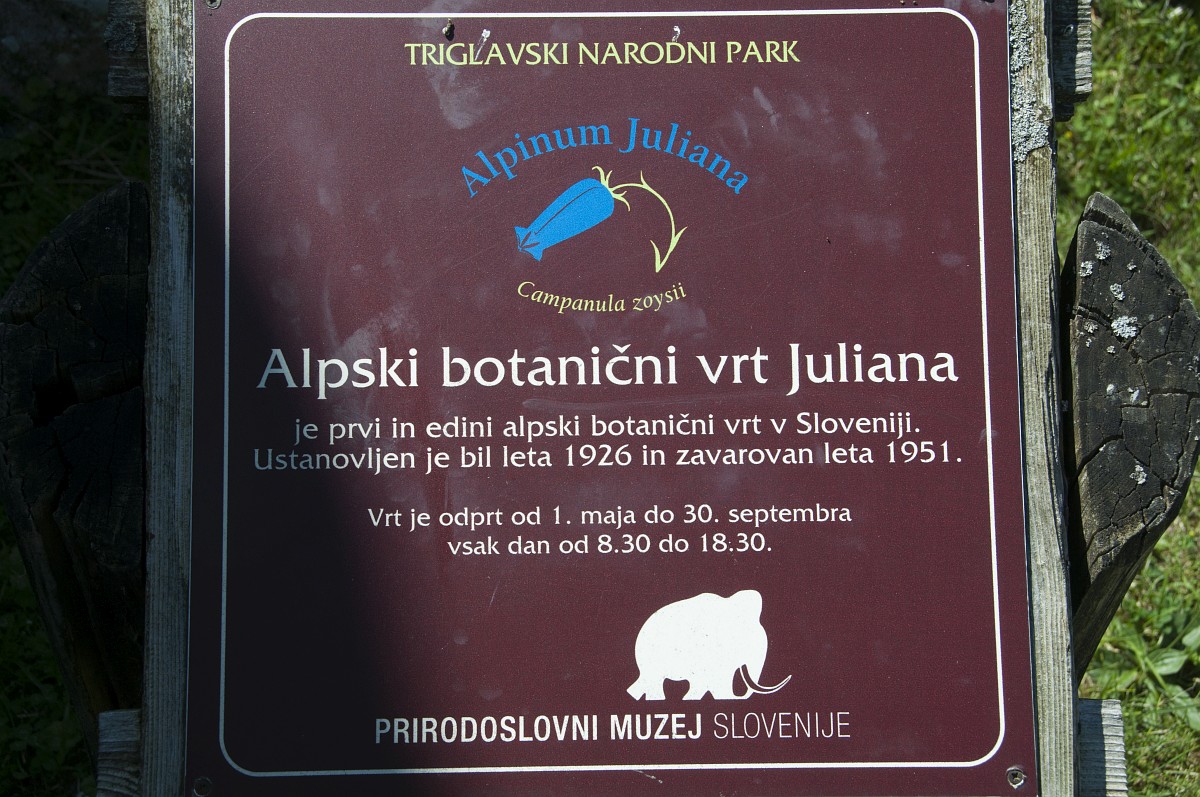 TRIGLAVSKI NARODNI PARK
Alpinum Juliana
Campanula zoysii
Alpski botanični vrt Juliana
je prvi in edini alpski botanični vrt v Sloveniji.
Ustanovljen je bil leta 1926 in zavarovan leta 1951.
Vrt je odprt od 1. maja do 30. septembra
vsak dan od 8.30 do 18.30.
PRIRODOSLOVNI MUZEJ SLOVENIJE